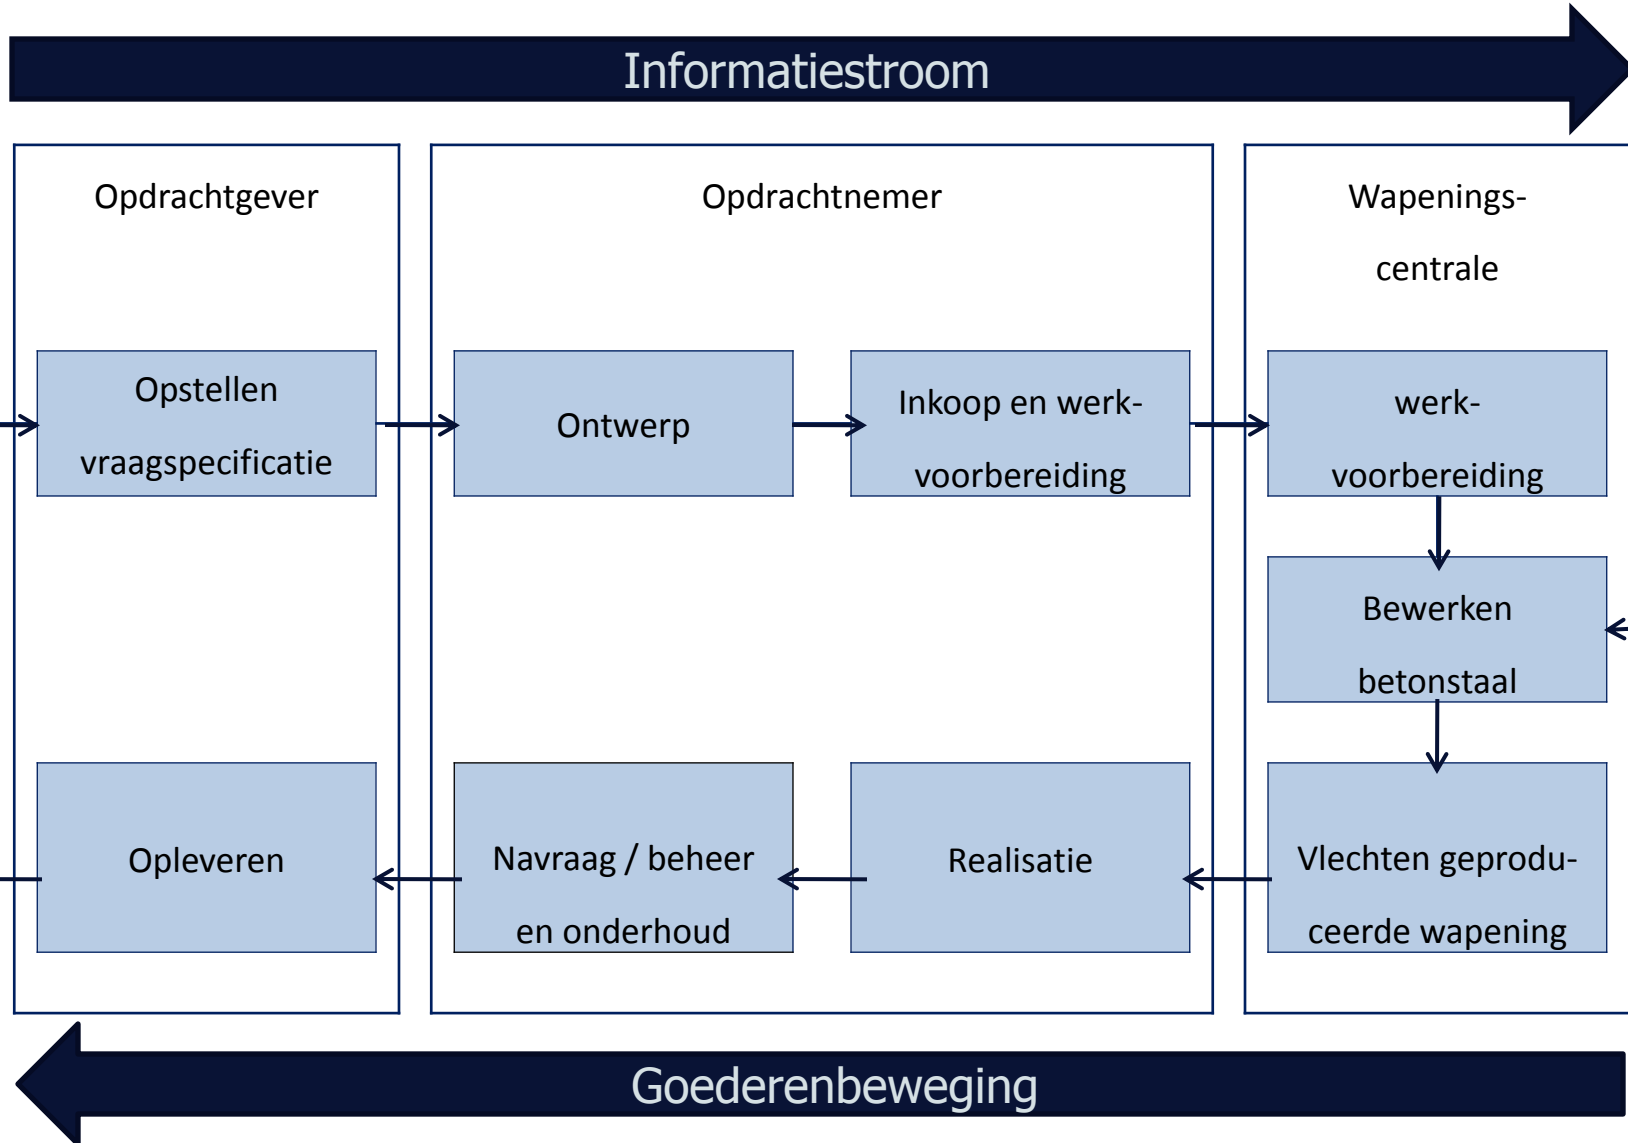 Informatiestroom
Opdrachtgever
Opdrachtnemer
Wapenings-
centrale
Opstellen
vraagspecificatie
Ontwerp
Inkoop en werk-
voorbereiding
werk-
voorbereiding
Bewerken
betonstaal
Opleveren
Navraag / beheer
en onderhoud
Realisatie
Vlechten geprodu-
ceerde wapening
Goederenbeweging